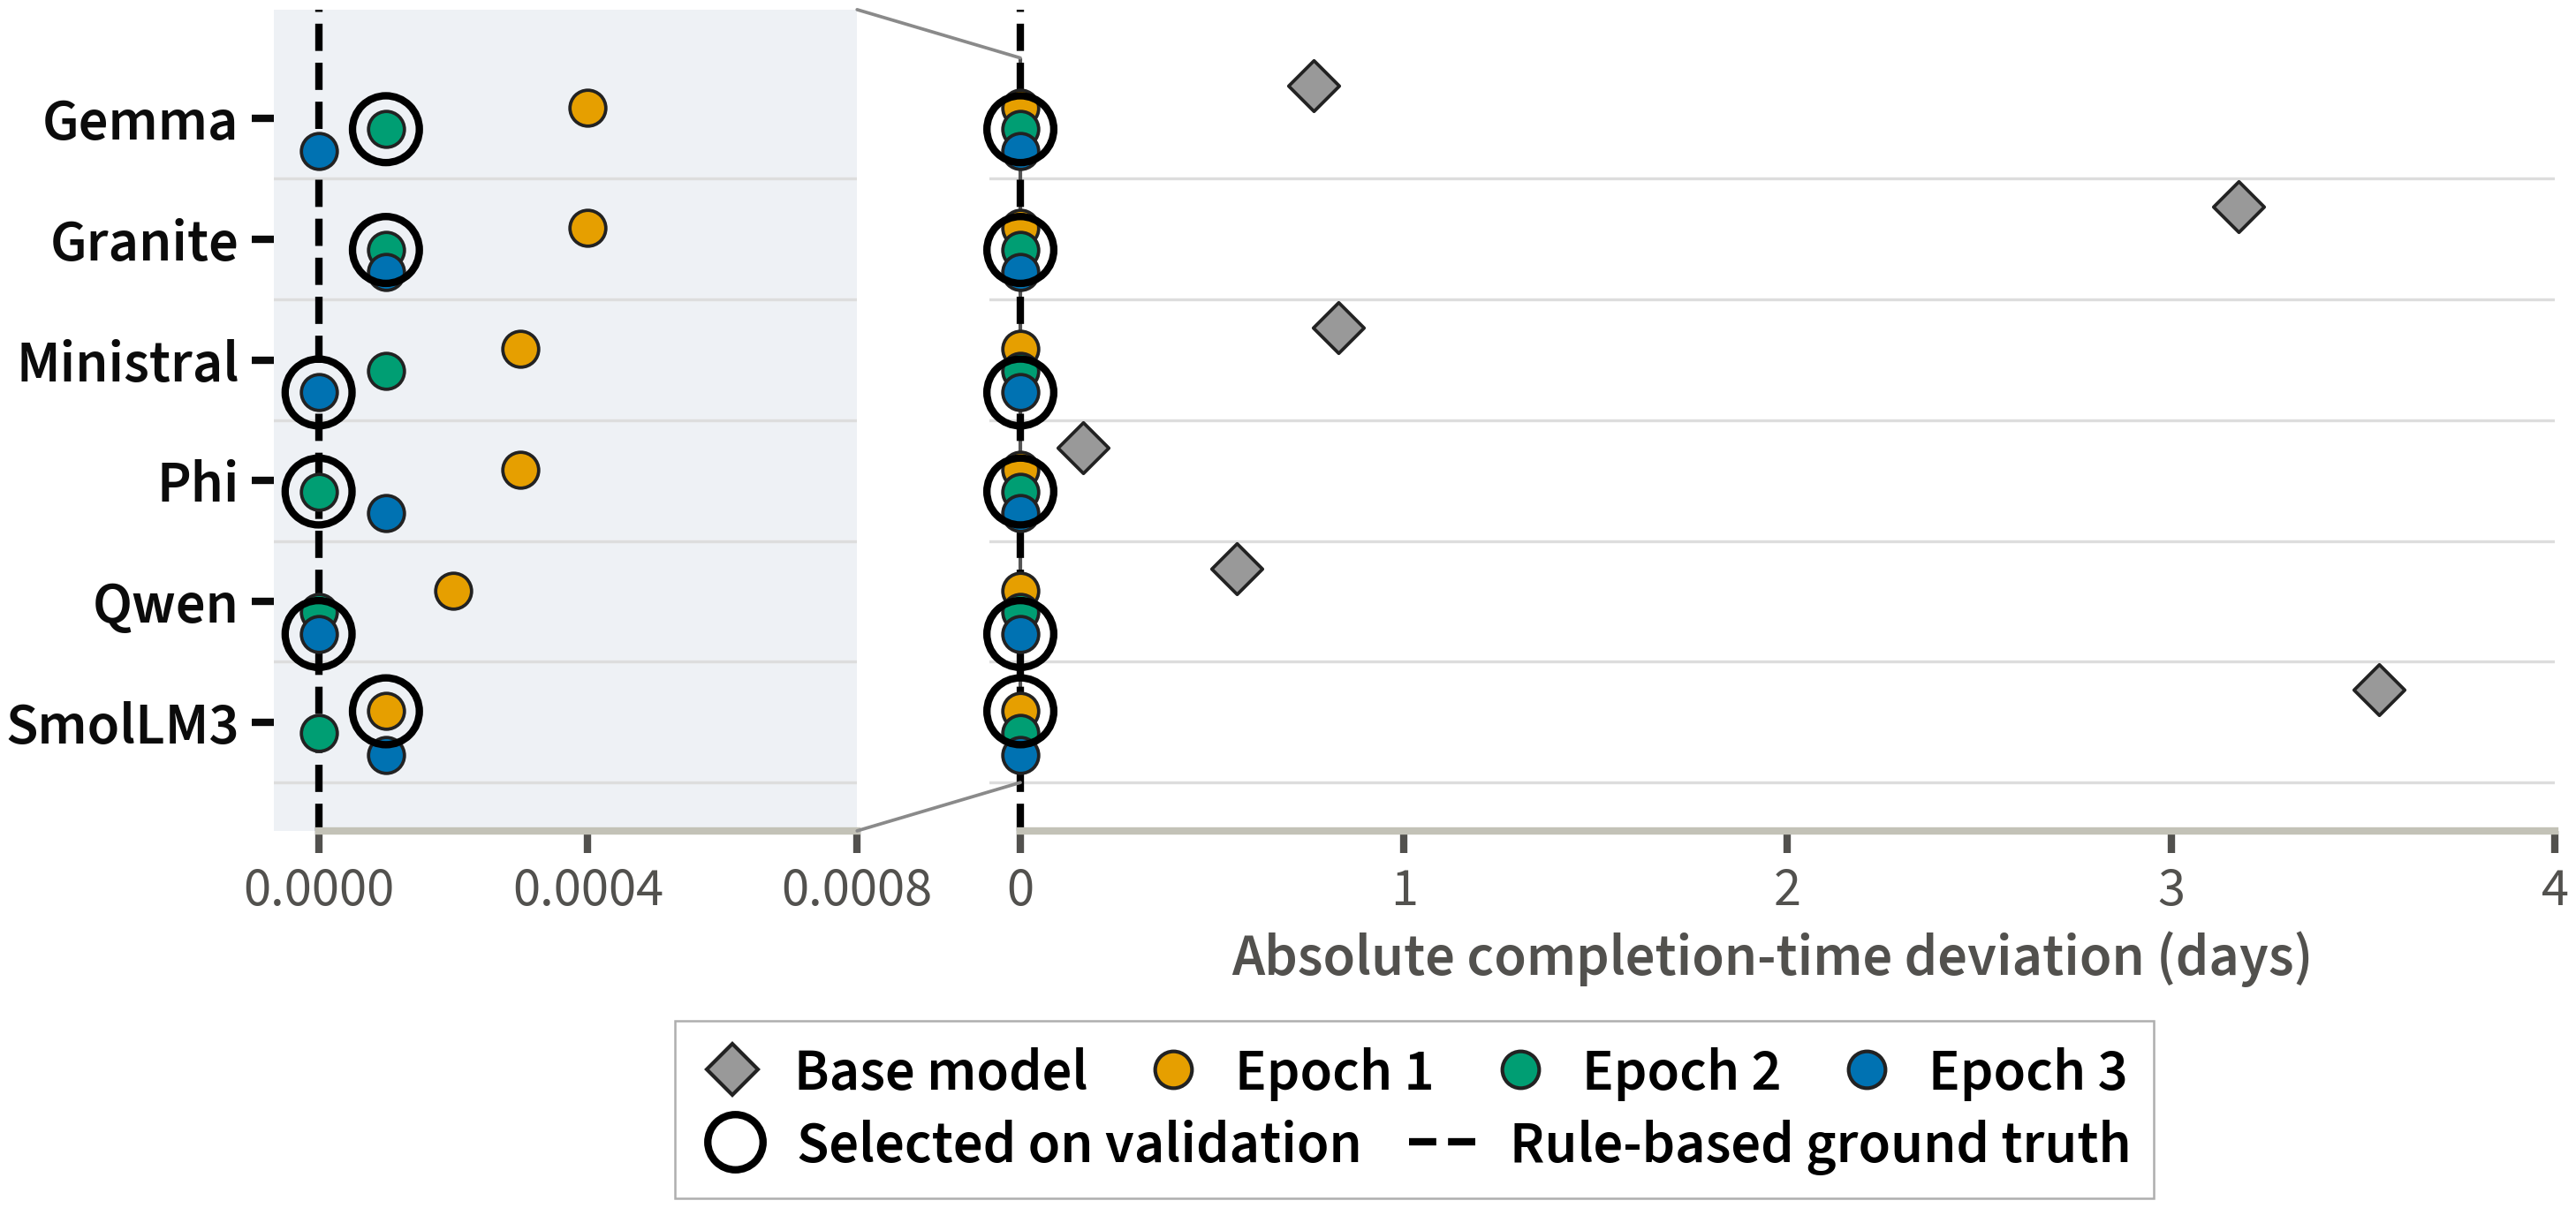 Gemma
Granite
Ministral
Phi
Qwen
SmolLM3
0.0000 0.0004 0.0008 0 1 2 3 4
Absolute completion-time deviation (days)
Base model Epoch 1 Epoch 2 Epoch 3
Selected on validation Rule-based ground truth